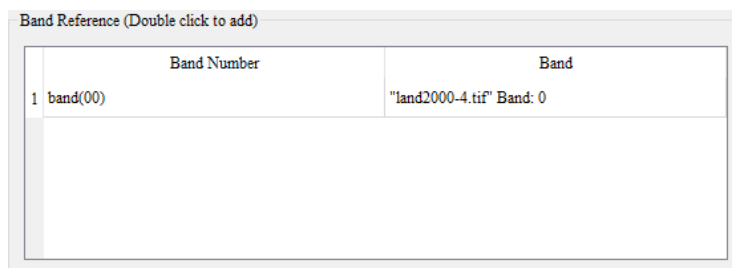 Band Reference (Double click to add)
Band Number Band
1 band(00) "land2000-4.tif" Band: 0